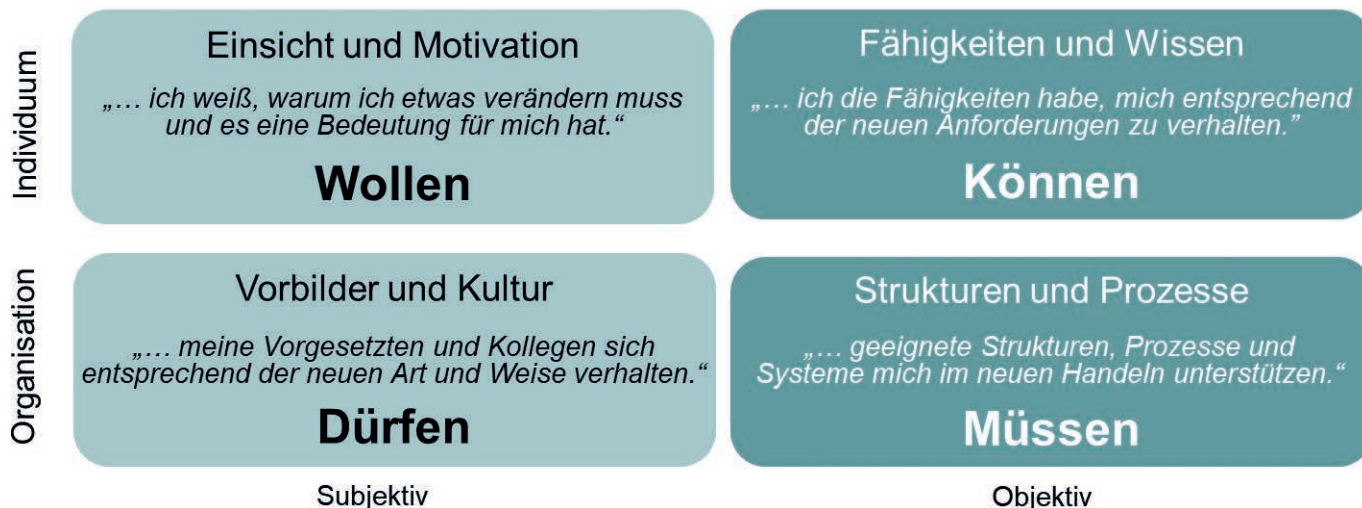 Individuum
Einsicht und Motivation
„… ich weiß, warum ich etwas verändern muss
und es eine Bedeutung für mich hat.“
Wollen
Fähigkeiten und Wissen
„… ich die Fähigkeiten habe, mich entsprechend
der neuen Anforderungen zu verhalten.”
Können
Organisation
Vorbilder und Kultur
„… meine Vorgesetzten und Kollegen sich
entsprechend der neuen Art und Weise verhalten.“
Dürfen
Strukturen und Prozesse
„… geeignete Strukturen, Prozesse und
Systeme mich im neuen Handeln unterstützen.“
Müssen
Subjektiv
Objektiv